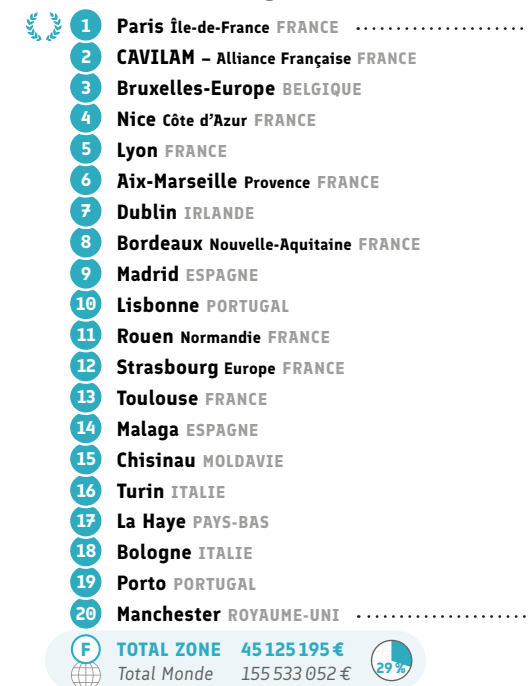 1 Paris Île-de-France FRANCE
2 CAVILAM – Alliance Française FRANCE
3 Bruxelles-Europe BELGIQUE
4 Nice Côte d'Azur FRANCE
5 Lyon FRANCE
6 Aix-Marseille Provence FRANCE
7 Dublin IRLANDE
8 Bordeaux Nouvelle-Aquitaine FRANCE
9 Madrid ESPAGNE
10 Lisbonne PORTUGAL
11 Rouen Normandie FRANCE
12 Strasbourg Europe FRANCE
13 Toulouse FRANCE
14 Malaga ESPAGNE
15 Chisinau MOLDAVIE
16 Turin ITALIE
17 La Haye PAYS-BAS
18 Bologne ITALIE
19 Porto PORTUGAL
20 Manchester ROYAUME-UNI
F TOTAL ZONE 45 125 195 € 29 %
Total Monde 155 533 052 €